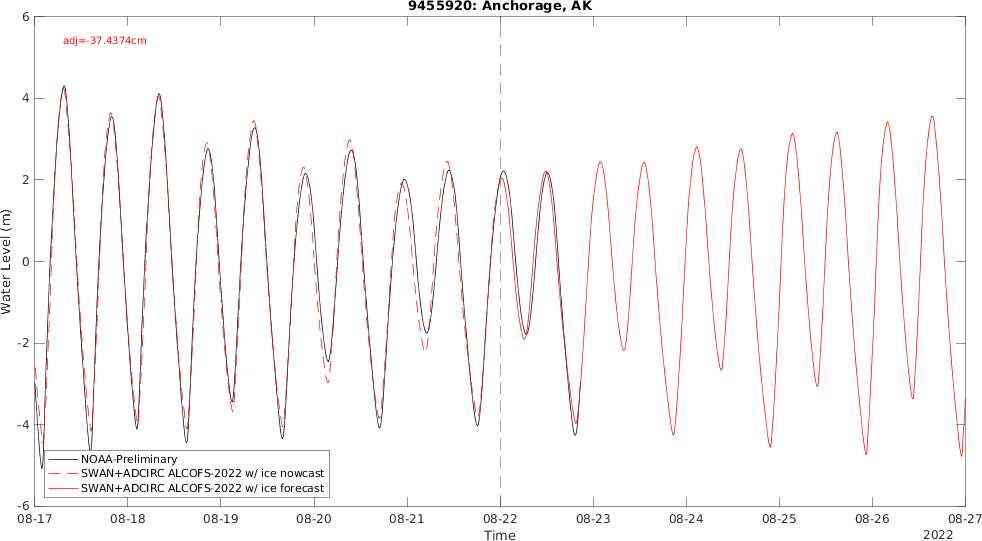 9455920: Anchorage, AK
adj=-37.4374cm
6
4
2
0
-2
-4
-6
Water Level (m)
NOAA-Preliminary
SWAN+ADCIRC ALCOFS-2022 w/ ice nowcast
SWAN+ADCIRC ALCOFS-2022 w/ ice forecast
08-17 08-18 08-19 08-20 08-21 08-22 08-23 08-24 08-25 08-26 08-27
Time
2022